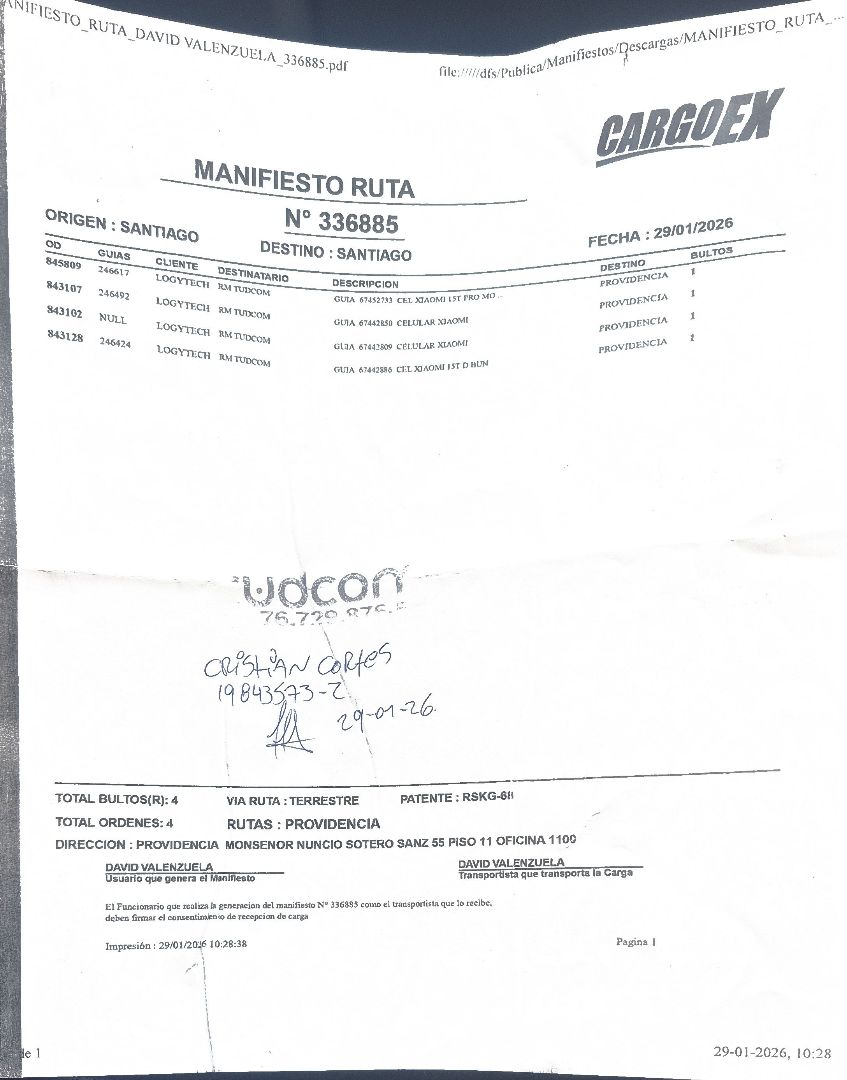 ANIFIESTO_RUTA_DAVID VALENZUELA_336885.pdf
file://///dfs/Publica/Manifiestos/Descargas/MANIFIESTO_RUTA_...
CARGOEX
MANIFIESTO RUTA
N° 336885
ORIGEN : SANTIAGO
DESTINO : SANTIAGO
FECHA : 29/01/2026
OD GUIAS CLIENTE DESTINATARIO DESCRIPCION DESTINO BULTOS
845809 246617 LOGYTECH RM TUDCOM GUIA 67452733 CEL XIAOMI 15T PRO MO... PROVIDENCIA 1
843107 246492 LOGYTECH RM TUDCOM GUIA 67442850 CELULAR XIAOMI PROVIDENCIA 1
843102 NULL LOGYTECH RM TUDCOM GUIA 67442809 CELULAR XIAOMI PROVIDENCIA 1
843128 246424 LOGYTECH RM TUDCOM GUIA 67442886 CEL XIAOMI 15T D BUN PROVIDENCIA 1
CRISTIAN CORTES
19843573-2
29-01-26.
TOTAL BULTOS(R): 4 VIA RUTA : TERRESTRE PATENTE :
TOTAL ORDENES: 4 RUTAS : PROVIDENCIA
DIRECCION : PROVIDENCIA MONSENOR NUNCIO SOTERO SANZ 55 PISO 11 OFICINA 1100
DAVID VALENZUELA
Usuario que genera el Manifiesto
DAVID VALENZUELA
Transportista que transporta la Carga
El Funcionario que realiza la generacion del manifiesto N° 336885 como el transportista que lo recibe,
deben firmar el consentimiento de recepcion de carga
Impresión : 29/01/2026 10:28:38
Pagina 1
de 1
29-01-2026, 10:28